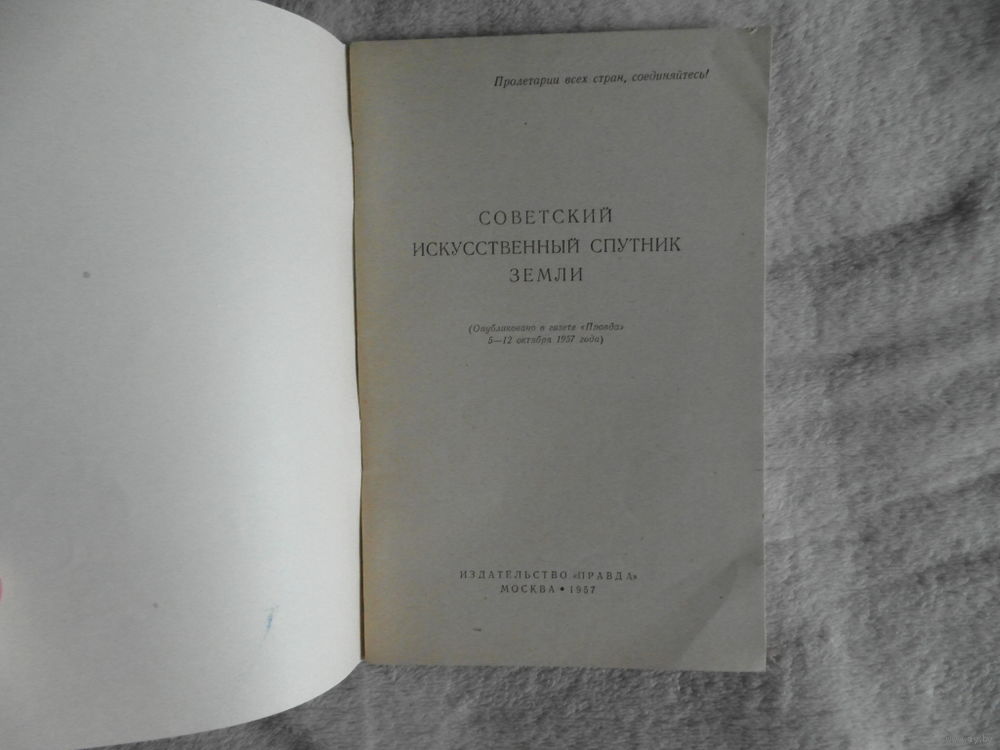 Пролетарии всех стран, соединяйтесь!
СОВЕТСКИЙ
ИСКУССТВЕННЫЙ СПУТНИК
ЗЕМЛИ
(Опубликовано в газете «Правда»
5—12 октября 1957 года)
ИЗДАТЕЛЬСТВО «ПРАВДА»
МОСКВА • 1957